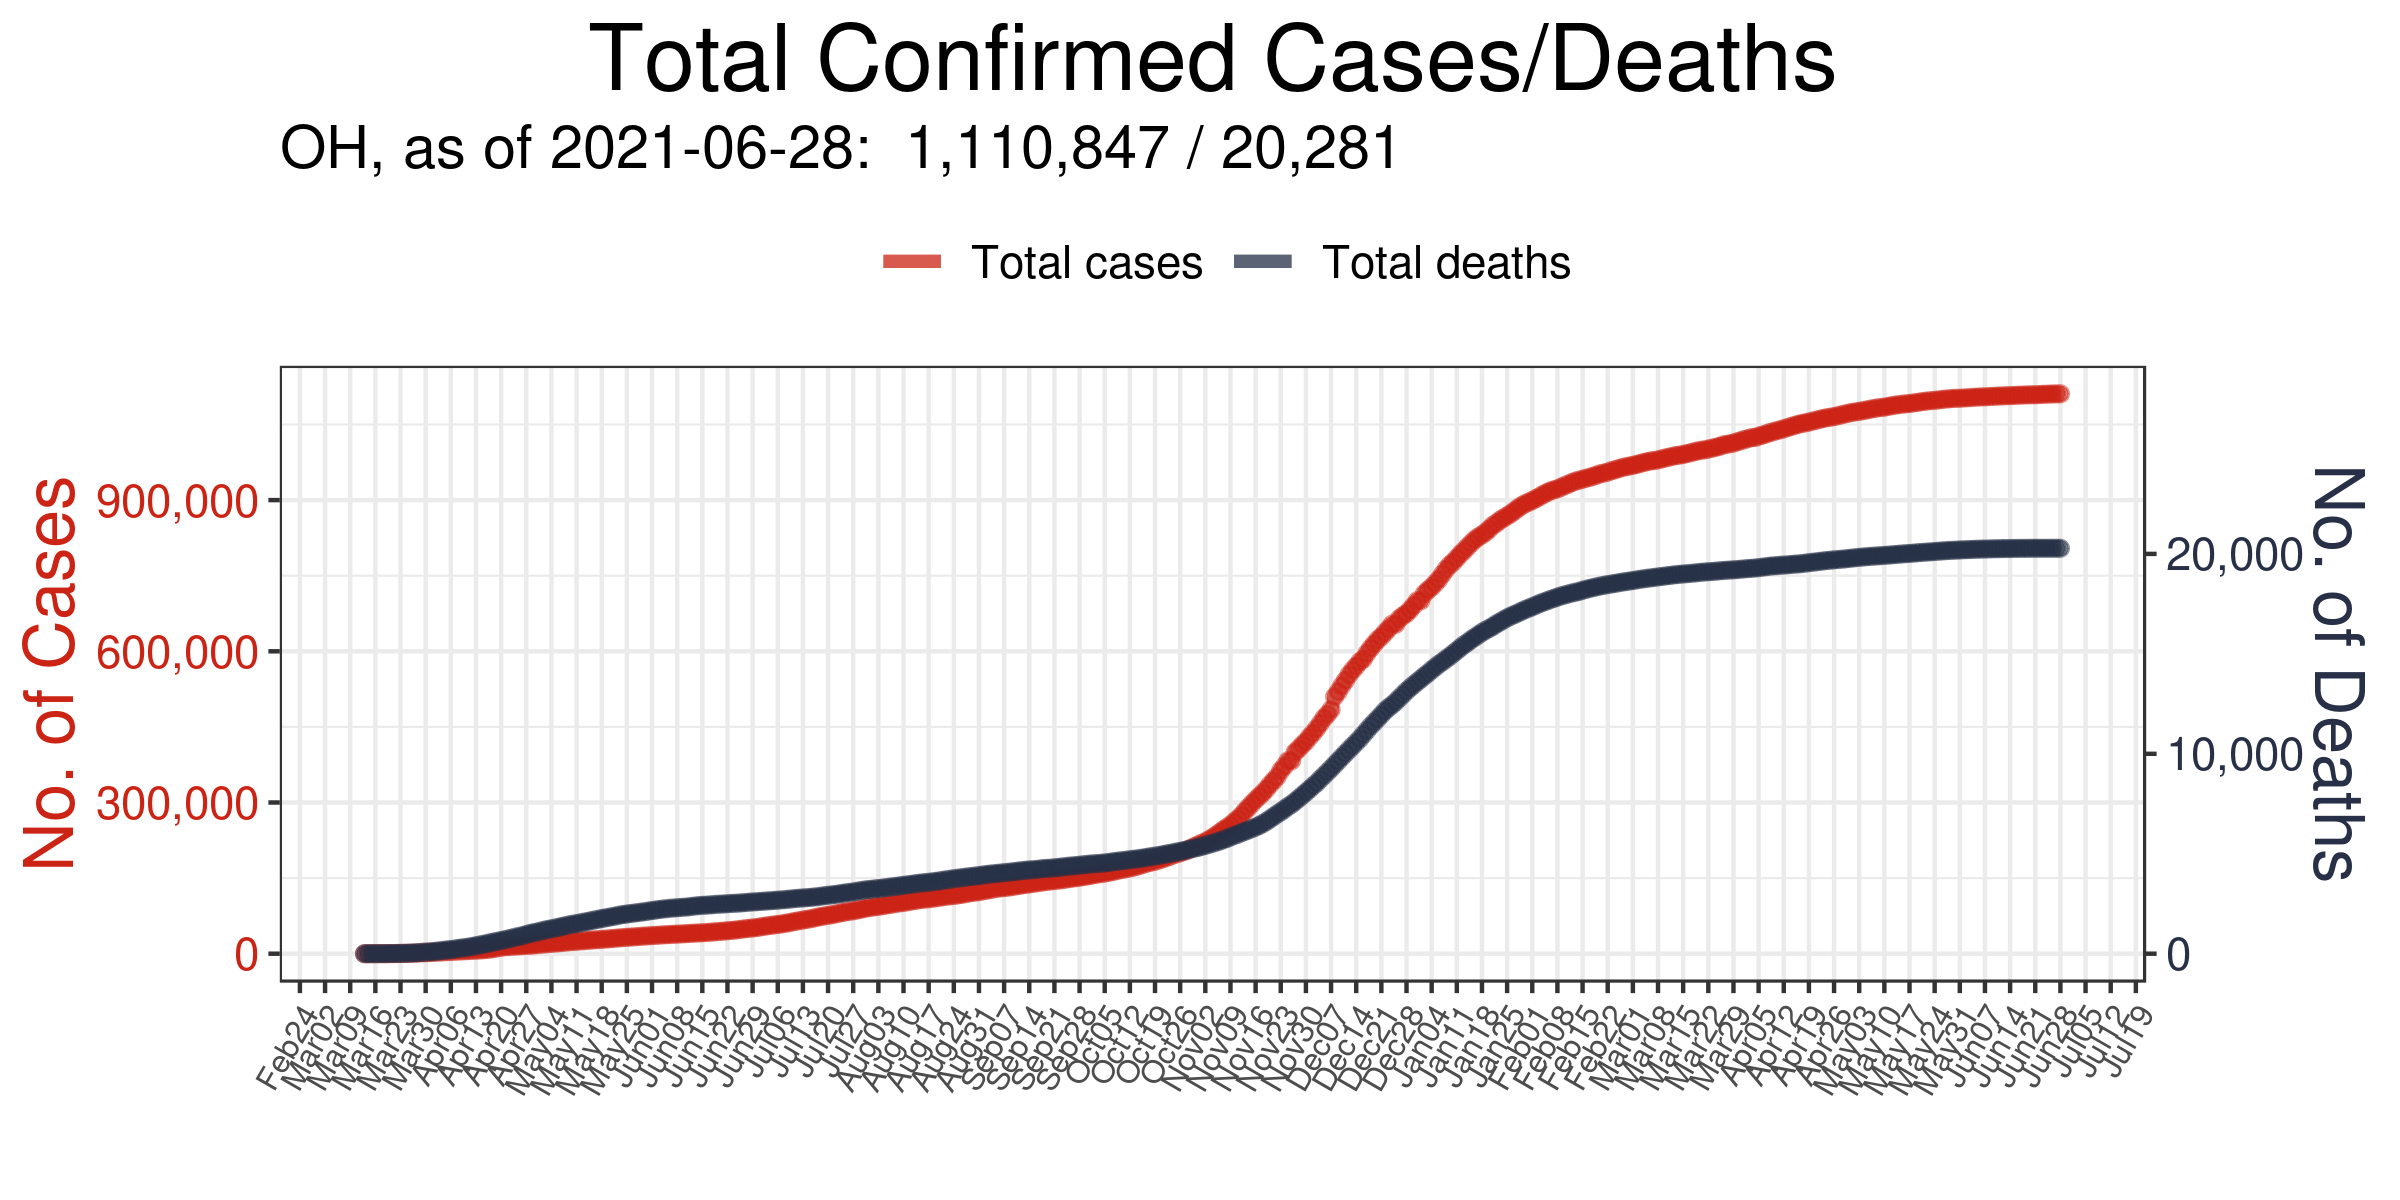 Total Confirmed Cases/Deaths
OH, as of 2021-06-28: 1,110,847 / 20,281
Total cases
Total deaths
No. of Cases
900,000
600,000
300,000
0
No. of Deaths
20,000
10,000
0
Feb24
Mar02
Mar09
Mar16
Mar23
Mar30
Apr06
Apr13
Apr20
Apr27
May04
May11
May18
May25
Jun01
Jun08
Jun15
Jun22
Jun29
Jul06
Jul13
Jul20
Jul27
Aug03
Aug10
Aug17
Aug24
Aug31
Sep07
Sep14
Sep21
Sep28
Oct05
Oct12
Oct19
Oct26
Nov02
Nov09
Nov16
Nov23
Nov30
Dec07
Dec14
Dec21
Dec28
Jan04
Jan11
Jan18
Jan25
Feb01
Feb08
Feb15
Feb22
Mar01
Mar08
Mar15
Mar22
Mar29
Apr05
Apr12
Apr19
Apr26
May03
May10
May17
May24
May31
Jun07
Jun14
Jun21
Jun28
Jul05
Jul12
Jul19